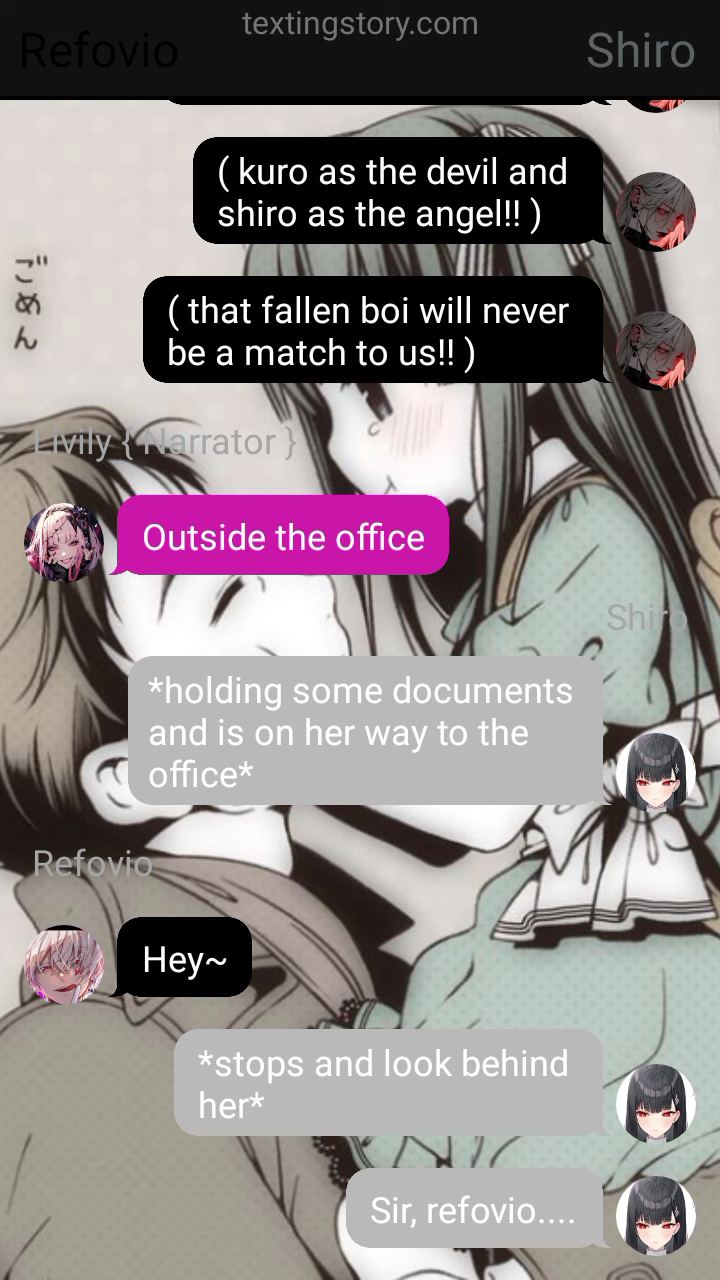 textingstory.com
Refovio
Shiro
( kuro as the devil and
shiro as the angel!! )
ごめん
( that fallen boi will never
be a match to us!! )
Livily { Narrator }
Outside the office
Shiro
*holding some documents
and is on her way to the
office*
Refovio
Hey~
*stops and look behind
her*
Sir, refovio....